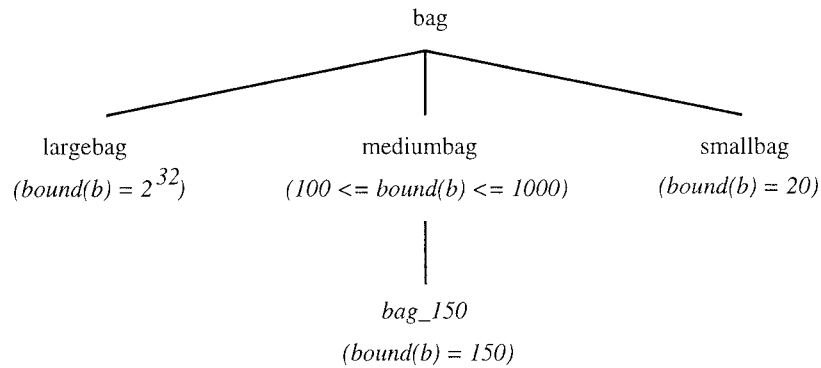 bag
largebag mediumbag smallbag
(bound(b) = 2^32) (100 <= bound(b) <= 1000) (bound(b) = 20)
bag_150
(bound(b) = 150)